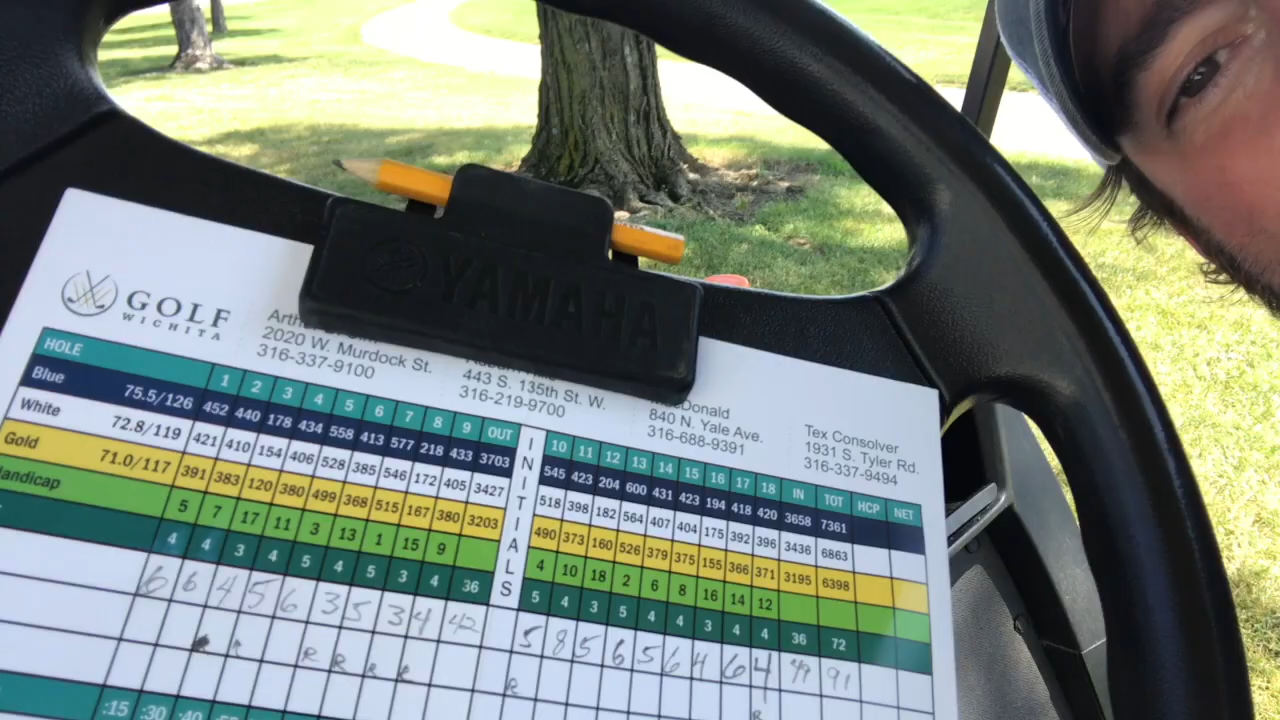 YAMAHA
GOLF
WICHITA
2020 W. Murdock St.
316-337-9100
443 S. 135th St. W.
316-219-9700
840 N. Yale Ave.
316-688-9391
Tex Consolver
1931 S. Tyler Rd.
316-337-9494
HOLE 1 2 3 4 5 6 7 8 9 OUT INITIALS 10 11 12 13 14 15 16 17 18 IN TOT HCP NET
Blue 75.5/126 452 440 178 434 558 413 577 218 433 3703 545 423 204 600 431 423 194 418 420 3658 7361
White 72.8/119 421 410 154 406 528 385 546 172 405 3427 518 398 182 564 407 404 175 392 396 3436 6863
Gold 71.0/117 391 383 120 380 499 368 515 167 380 3203 490 373 160 526 379 375 155 366 371 3195 6398
andicap 5 7 17 11 3 13 1 15 9 4 10 18 2 6 8 16 14 12
4 4 3 4 5 4 5 3 4 36 5 4 3 5 4 4 3 4 4 36 72
6 6 4 5 6 3 5 3 4 42 5 8 5 6 5 6 4 6 4 49 91
R R R R R R
:15 :30